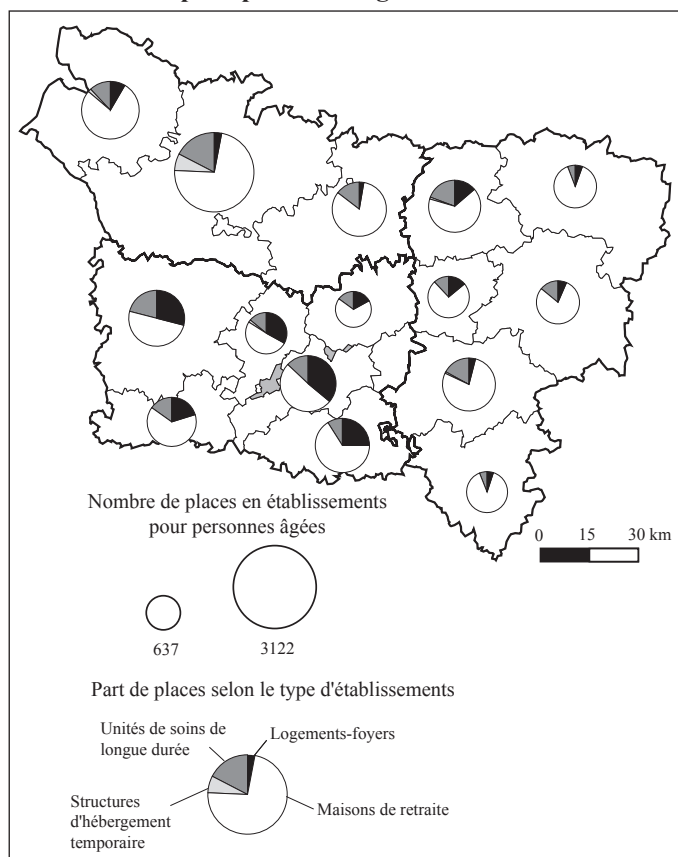 Nombre de places en établissements
pour personnes âgées
0 15 30 km
637 3122
Part de places selon le type d'établissements
Unités de soins de
longue durée
Logements-foyers
Structures
d'hébergement
temporaire
Maisons de retraite